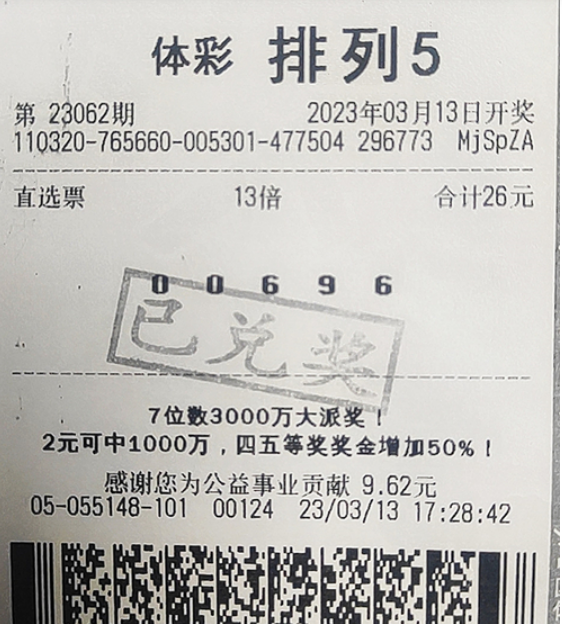 体彩 排列5
第 23062期 2023年03月13日开奖
110320-765660-005301-477504 296773 MjSpZA
直选票 13倍 合计26元
0 0 6 9 6
已兑奖
7位数3000万大派奖！
2元可中1000万，四五等奖奖金增加50%！
感谢您为公益事业贡献 9.62元
05-055148-101 00124 23/03/13 17:28:42